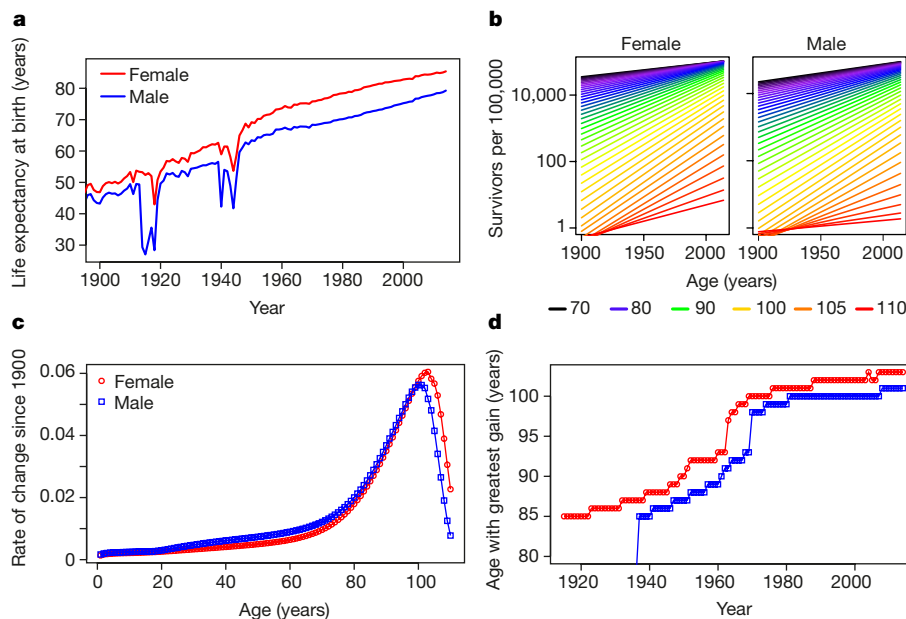 a
Life expectancy at birth (years)
Female
Male
80
70
60
50
40
30
1900 1920 1940 1960 1980 2000
Year
b
Female Male
Survivors per 100,000
10,000
100
1
1900 1950 2000 1900 1950 2000
Age (years)
70 80 90 100 105 110
c
Rate of change since 1900
Female
Male
0.06
0.04
0.02
0
0 20 40 60 80 100
Age (years)
d
Age with greatest gain (years)
100
95
90
85
80
1920 1940 1960 1980 2000
Year